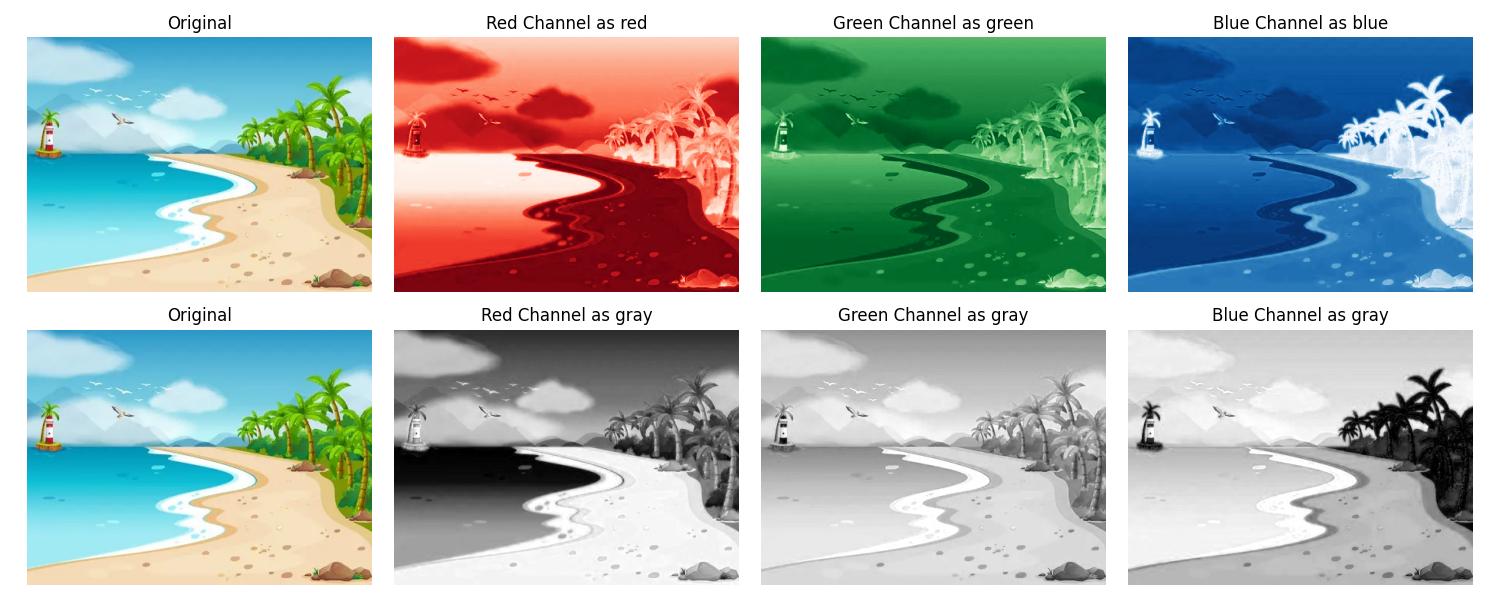 Original
Red Channel as red
Green Channel as green
Blue Channel as blue
Original
Red Channel as gray
Green Channel as gray
Blue Channel as gray